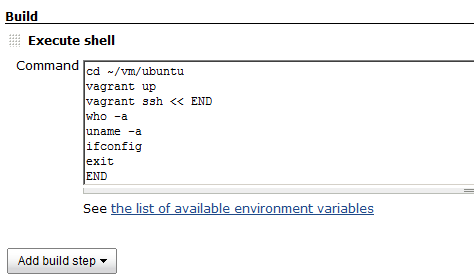 Build
Execute shell
Command
cd ~/vm/ubuntu
vagrant up
vagrant ssh << END
who -a
uname -a
ifconfig
exit
END
See the list of available environment variables
Add build step